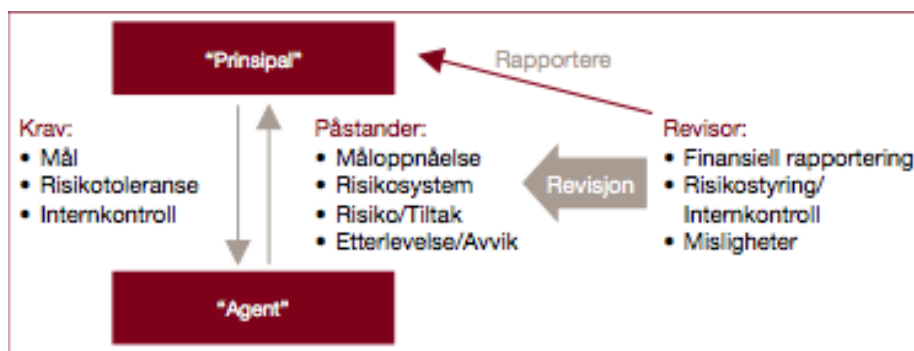 "Prinsipal"
Rapportere
Krav:
• Mål
• Risikotoleranse
• Internkontroll
Påstander:
• Måloppnåelse
• Risikosystem
• Risiko/Tiltak
• Etterlevelse/Avvik
Revisjon
Revisor:
• Finansiell rapportering
• Risikostyring/
Internkontroll
• Misligheter
"Agent"